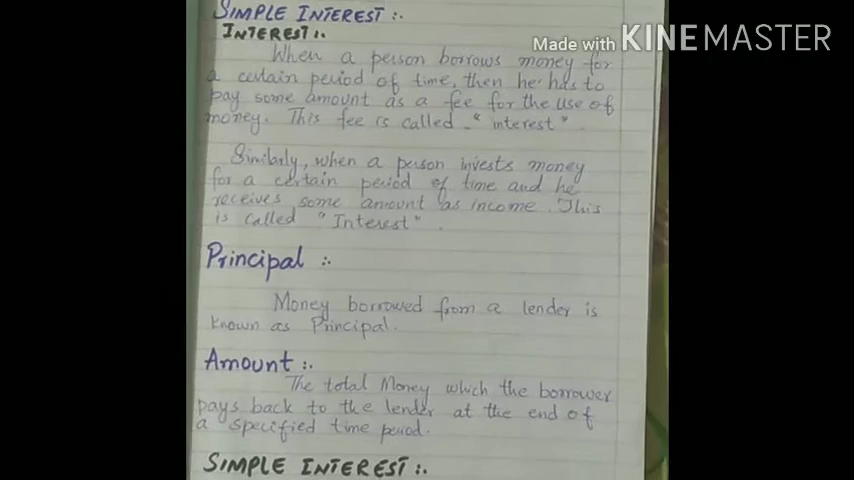 SIMPLE INTEREST :.
INTEREST :.
Made with KINEMASTER
When a person borrows money for
a certain period of time, then he has to
pay some amount as a fee for the use of
money. This fee is called "interest".
Similarly, when a person invests money
for a certain period of time and he
receives some amount as income. This
is called "Interest".
Principal :.
Money borrowed from a lender is
known as Principal.
Amount :.
The total Money which the borrower
pays back to the lender at the end of
a specified time period.
SIMPLE INTEREST :.